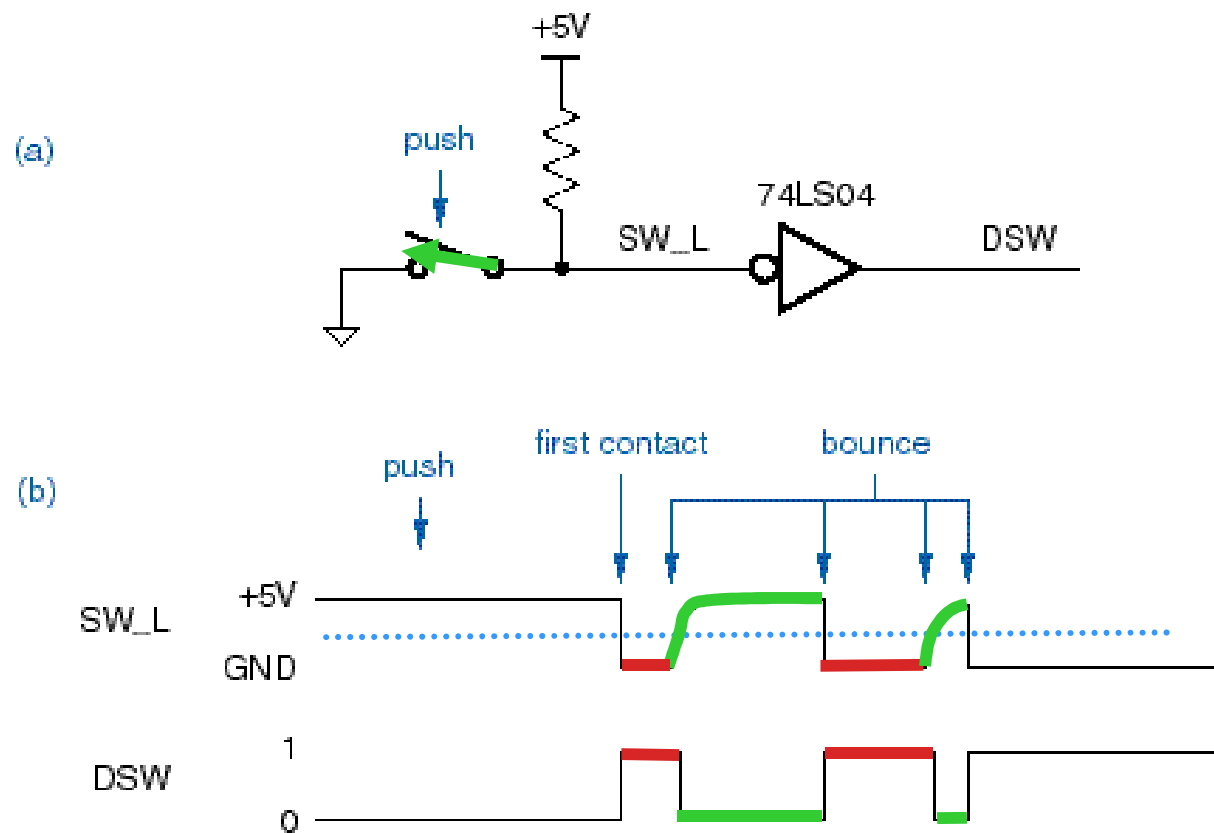 +5V
(a)
push
74LS04
SW_L
DSW
first contact
bounce
(b)
push
+5V
SW_L
GND
1
DSW
0